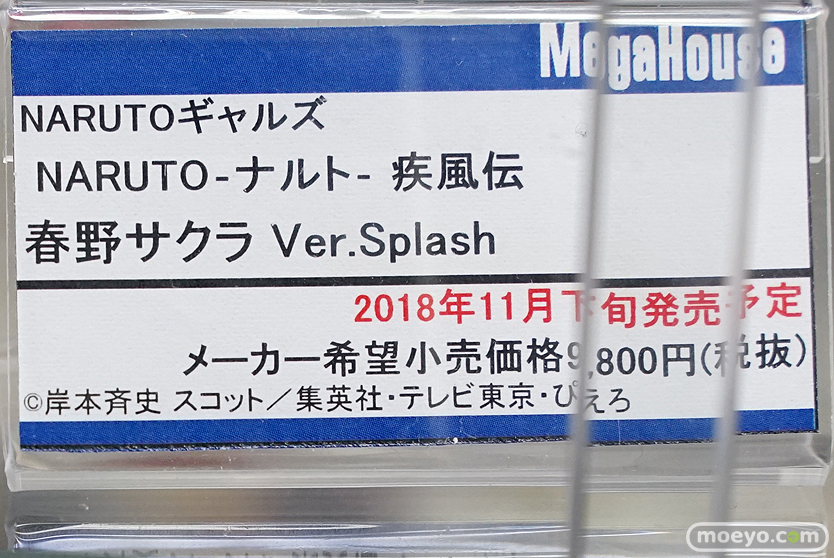 MegaHouse
NARUTOギャルズ
NARUTO-ナルト- 疾風伝
春野サクラ Ver.Splash
2018年11月下旬発売予定
メーカー希望小売価格9,800円(税抜)
©岸本斉史 スコット／集英社・テレビ東京・ぴえろ
moeyo.com